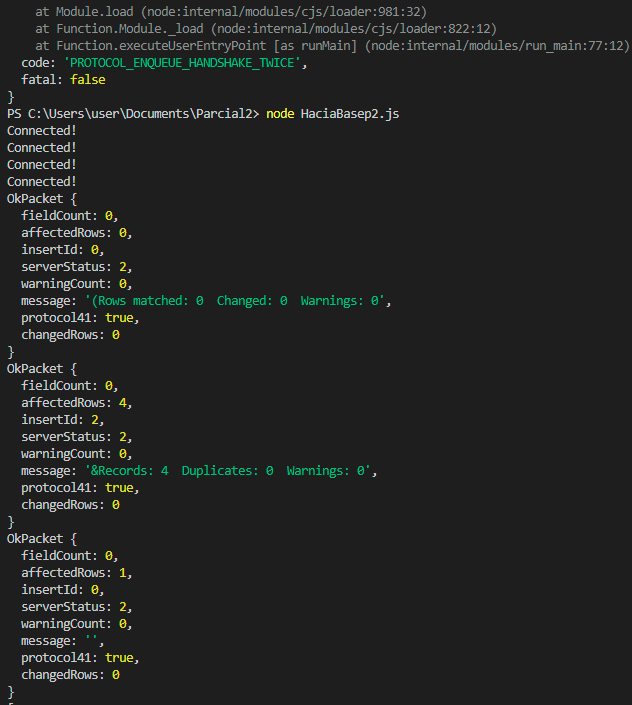 at Module.load (node:internal/modules/cjs/loader:981:32)
    at Function.Module._load (node:internal/modules/cjs/loader:822:12)
    at Function.executeUserEntryPoint [as runMain] (node:internal/modules/run_main:77:12)
  code: 'PROTOCOL_ENQUEUE_HANDSHAKE_TWICE',
  fatal: false
}
PS C:\Users\user\Documents\Parcial2> node HaciaBasep2.js
Connected!
Connected!
Connected!
Connected!
OkPacket {
  fieldCount: 0,
  affectedRows: 0,
  insertId: 0,
  serverStatus: 2,
  warningCount: 0,
  message: '(Rows matched: 0  Changed: 0  Warnings: 0',
  protocol41: true,
  changedRows: 0
}
OkPacket {
  fieldCount: 0,
  affectedRows: 4,
  insertId: 2,
  serverStatus: 2,
  warningCount: 0,
  message: '&Records: 4  Duplicates: 0  Warnings: 0',
  protocol41: true,
  changedRows: 0
}
OkPacket {
  fieldCount: 0,
  affectedRows: 1,
  insertId: 0,
  serverStatus: 2,
  warningCount: 0,
  message: '',
  protocol41: true,
  changedRows: 0
}